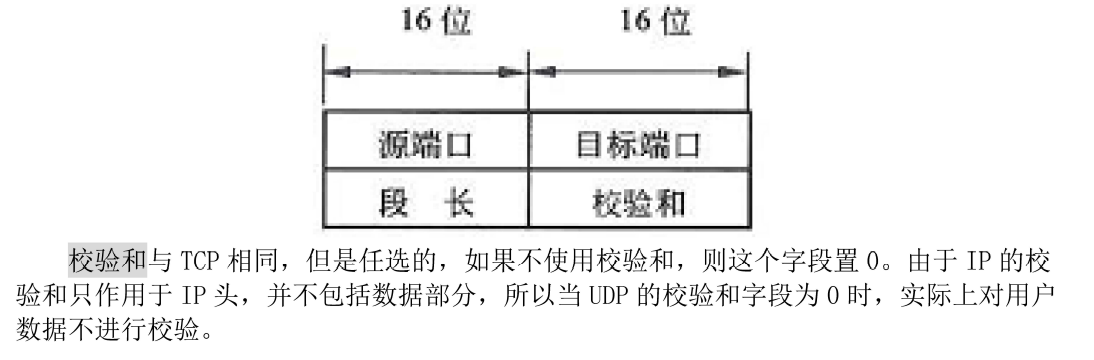 16位 16位
源端口 目标端口
段 长 校验和
校验和与 TCP 相同，但是任选的，如果不使用校验和，则这个字段置 0。由于 IP 的校
验和只作用于 IP 头，并不包括数据部分，所以当 UDP 的校验和字段为 0 时，实际上对用户
数据不进行校验。